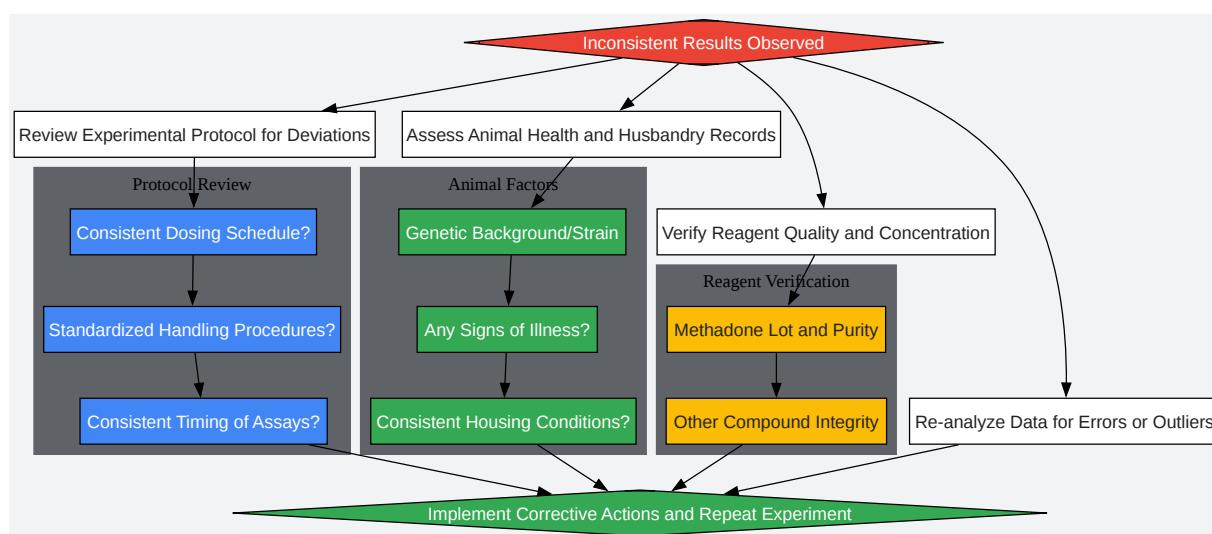 Inconsistent Results Observed
Review Experimental Protocol for Deviations
Assess Animal Health and Husbandry Records
Protocol Review
Animal Factors
Consistent Dosing Schedule?
Genetic Background/Strain
Verify Reagent Quality and Concentration
Reagent Verification
Standardized Handling Procedures?
Any Signs of Illness?
Methadone Lot and Purity
Consistent Timing of Assays?
Consistent Housing Conditions?
Other Compound Integrity
Re-analyze Data for Errors or Outliers
Implement Corrective Actions and Repeat Experiment